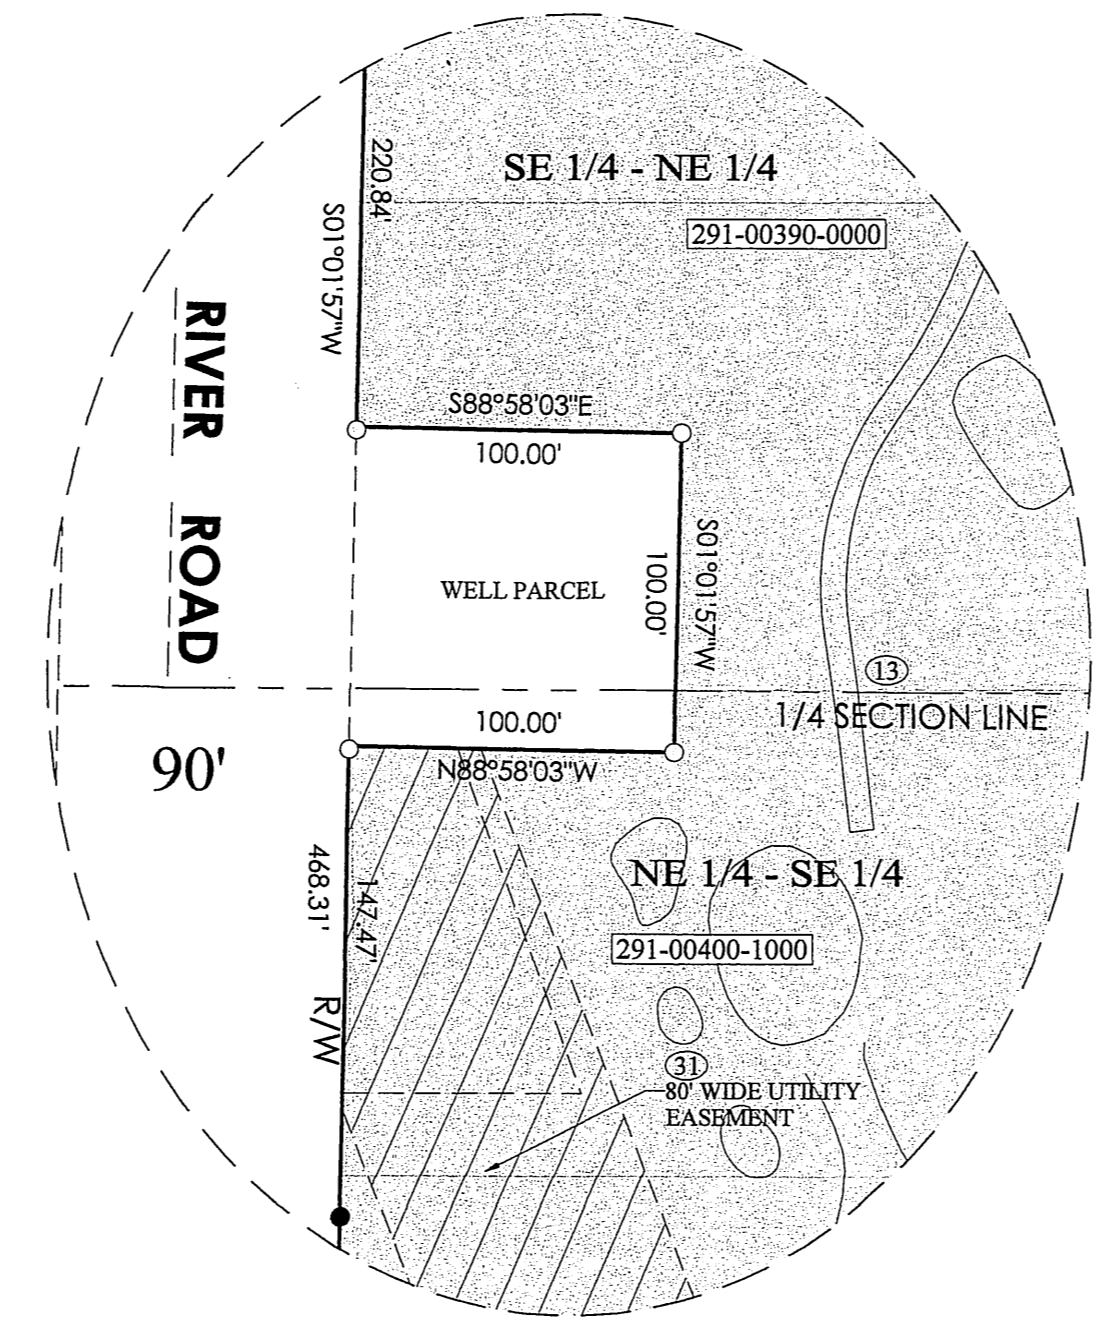 SE 1/4 - NE 1/4
291-00390-0000
220.84'
S01°01'57"W
RIVER ROAD
S88°58'03"E
100.00'
WELL PARCEL
100.00'
S01°01'57"W
13
1/4 SECTION LINE
100.00'
N88°58'03"W
90'
468.31'
147.47'
R/W
NE 1/4 - SE 1/4
291-00400-1000
31
80' WIDE UTILITY
EASEMENT